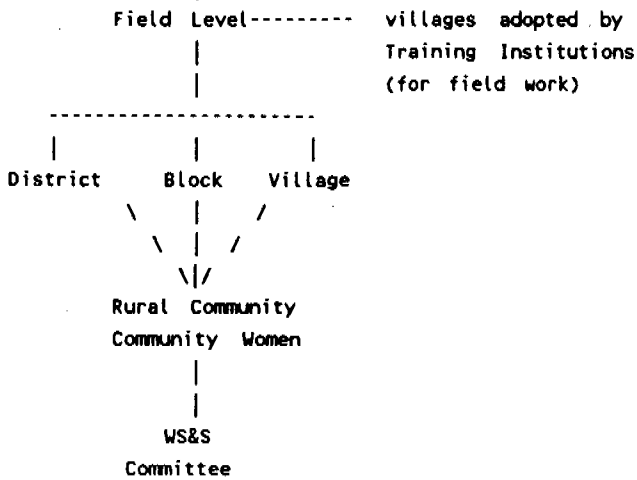 Field Level--------- villages adopted by
Training Institutions
(for field work)
District Block Village
Rural Community
Community Women
WS&S
Committee